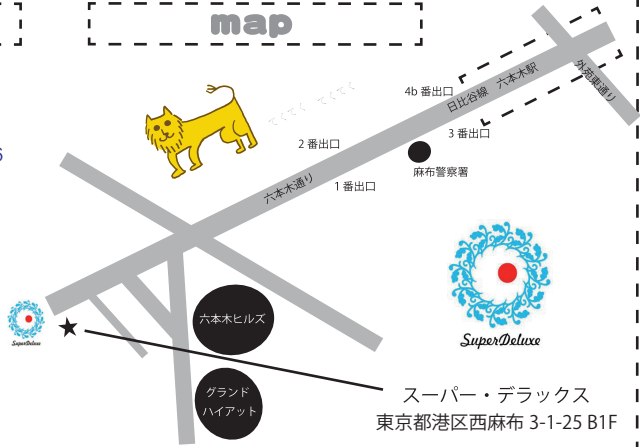 map
外苑東通り
日比谷線 六本木駅
4b 番出口
3 番出口
てくてく てくてく
2 番出口
麻布警察署
1 番出口
六本木通り
六本木ヒルズ
SuperDeluxe
SuperDeluxe
グランド
ハイアット
スーパー・デラックス
東京都港区西麻布 3-1-25 B1F